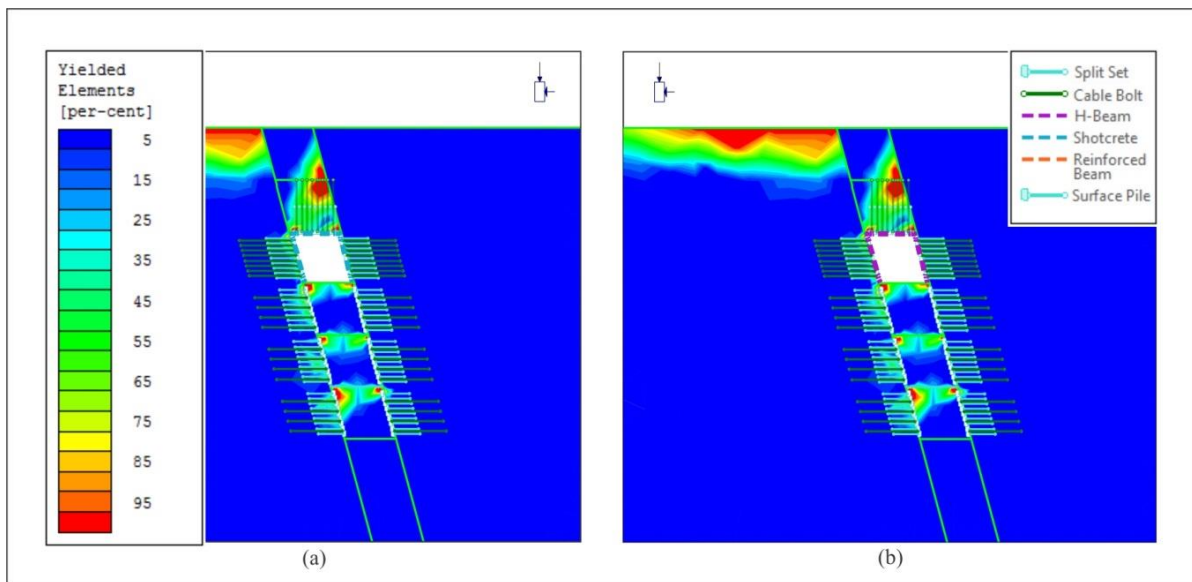 Yielded
Elements
[per-cent]
5
15
25
35
45
55
65
75
85
95
Split Set
Cable Bolt
H-Beam
Shotcrete
Reinforced
Beam
Surface Pile
(a)
(b)